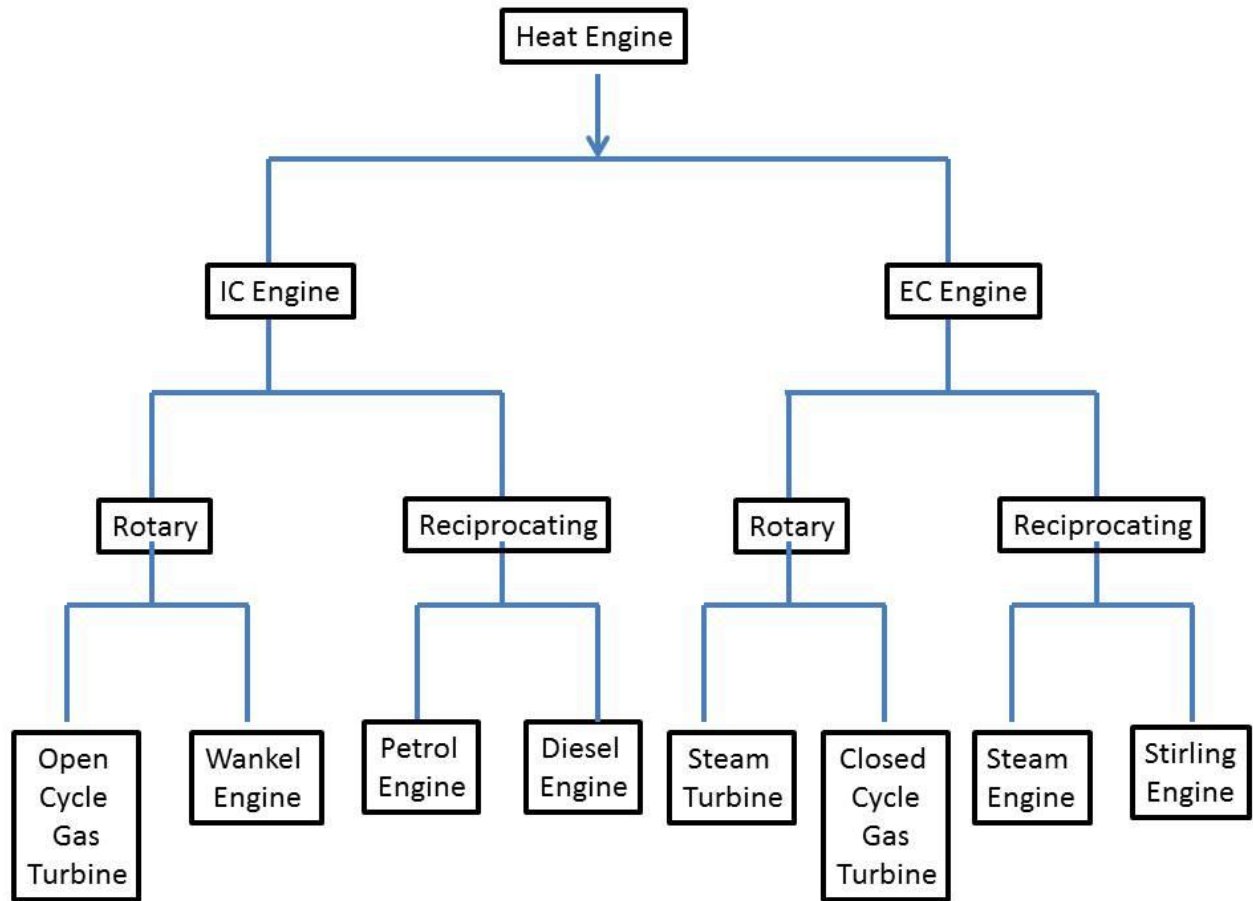 Heat Engine
IC Engine
EC Engine
Rotary
Reciprocating
Rotary
Reciprocating
Open
Cycle
Gas
Turbine
Wankel
Engine
Petrol
Engine
Diesel
Engine
Steam
Turbine
Closed
Cycle
Gas
Turbine
Steam
Engine
Stirling
Engine